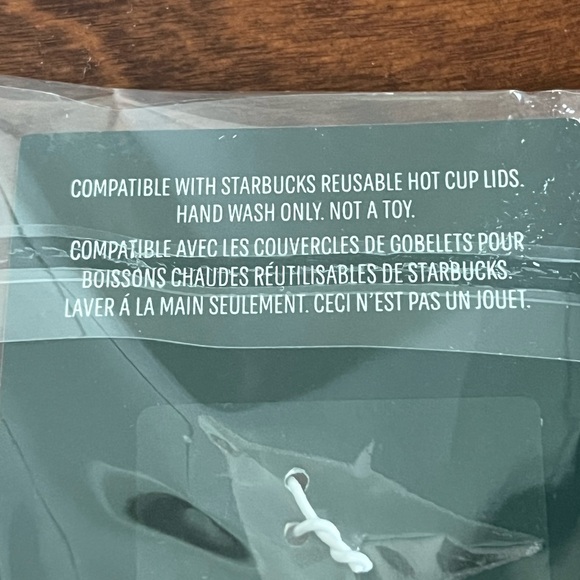 COMPATIBLE WITH STARBUCKS REUSABLE HOT CUP LIDS.
HAND WASH ONLY. NOT A TOY.
COMPATIBLE AVEC LES COUVERCLES DE GOBELETS POUR
BOISSONS CHAUDES RÉUTILISABLES DE STARBUCKS.
LAVER Á LA MAIN SEULEMENT. CECI N'EST PAS UN JOUET.